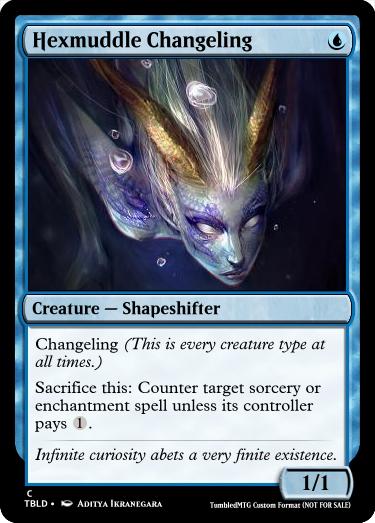 Hexmuddle Changeling
Creature — Shapeshifter
Changeling (This is every creature type at
all times.)
Sacrifice this: Counter target sorcery or
enchantment spell unless its controller
pays 1.
Infinite curiosity abets a very finite existence.
1/1
C
TBLD • Aditya Ikranegara
TumbledMTG Custom Format (NOT FOR SALE)